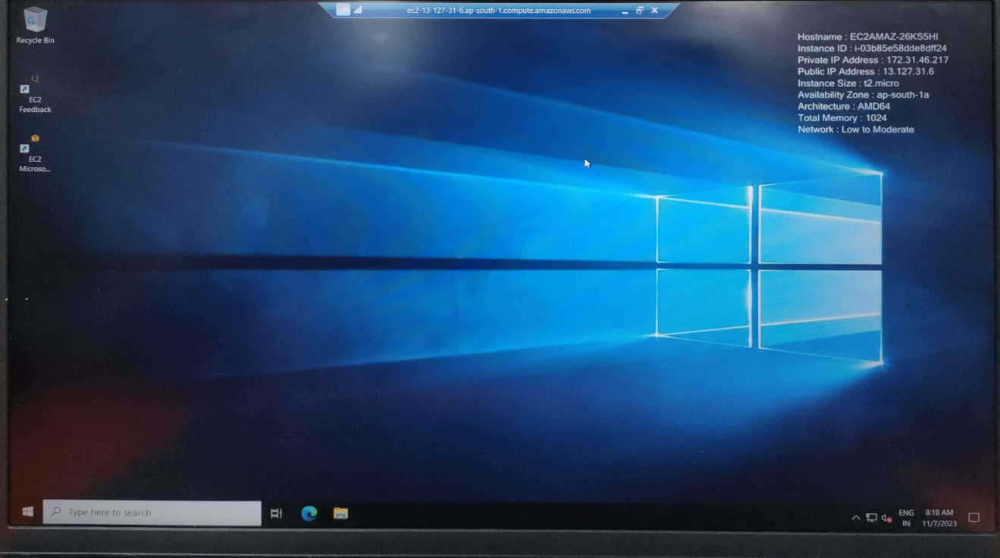 ec2-13-127-31-6.ap-south-1.compute.amazonaws.com
Recycle Bin
EC2
Feedback
EC2
Microso...
Hostname : EC2AMAZ-26KS5HI
Instance ID : i-03b85e58dde8dff24
Private IP Address : 172.31.46.217
Public IP Address : 13.127.31.6
Instance Size : t2.micro
Availability Zone : ap-south-1a
Architecture : AMD64
Total Memory : 1024
Network : Low to Moderate
Type here to search
ENG
IN
8:18 AM
11/7/2023